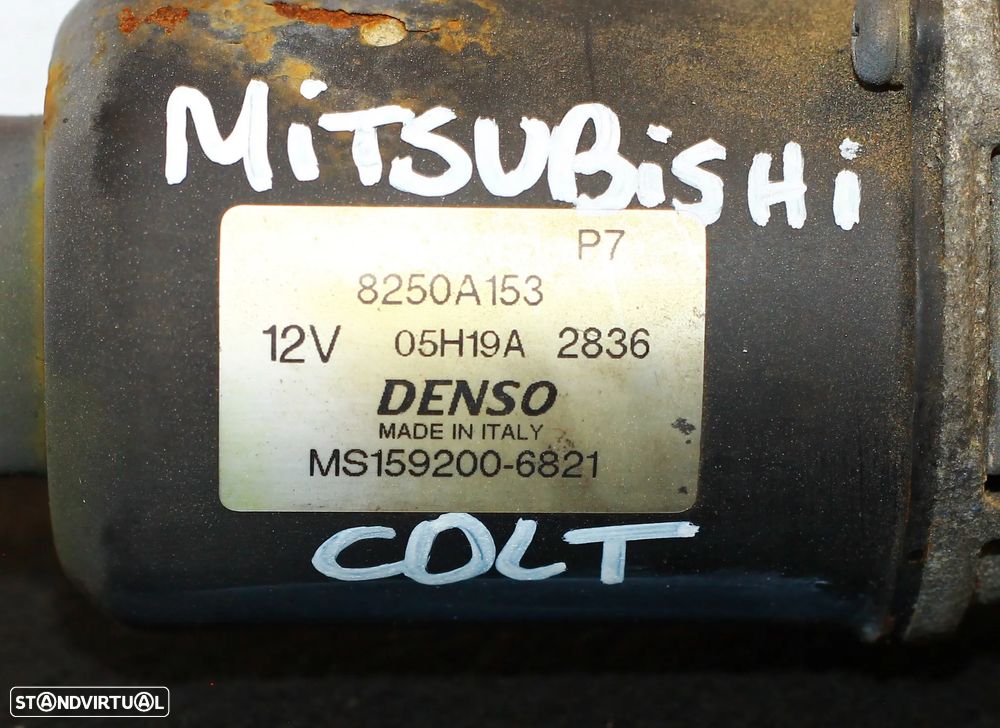 MiTSUBiSHi
P7
8250A153
12V 05H19A 2836
DENSO
MADE IN ITALY
MS159200-6821
COLT
STANDVIRTUAL